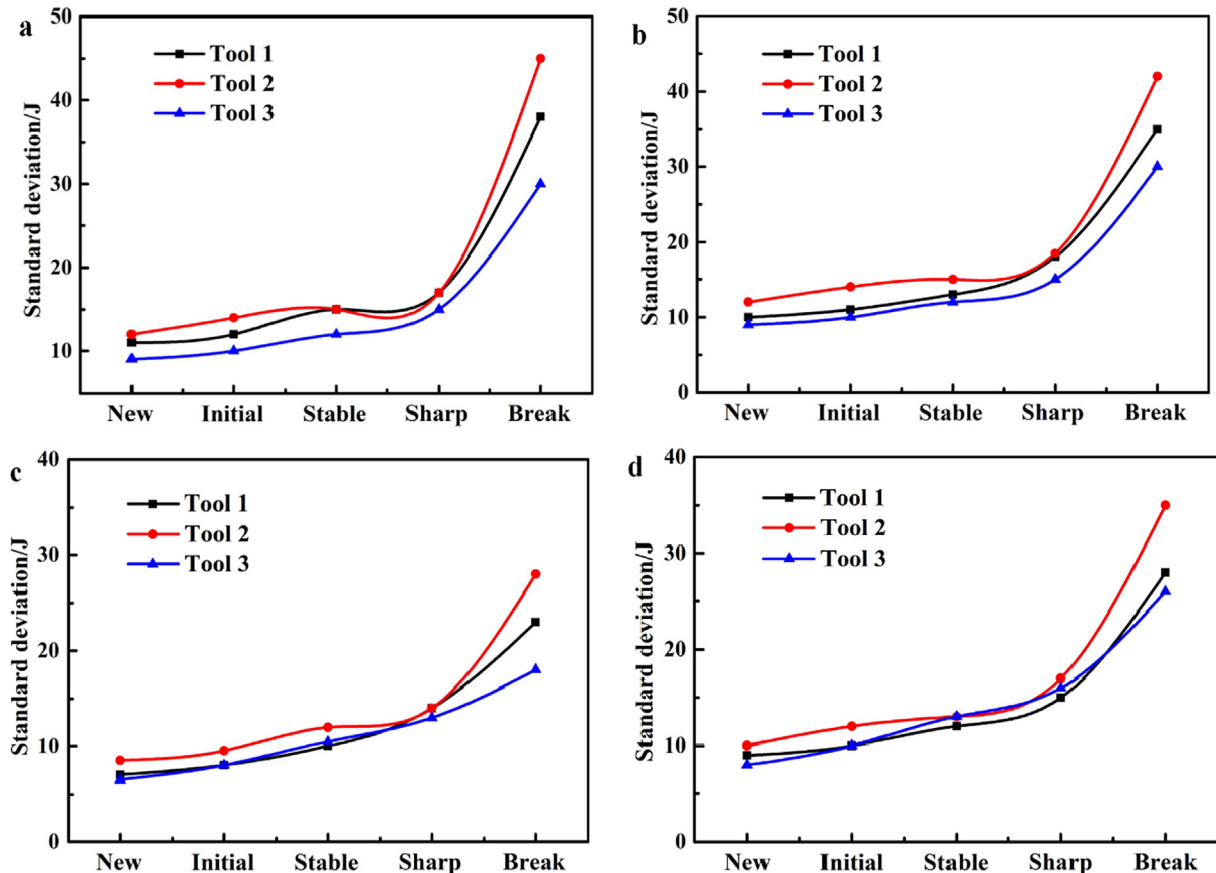 a
Tool 1
Tool 2
Tool 3
Standard deviation/J
50
40
30
20
10
New Initial Stable Sharp Break
b
Tool 1
Tool 2
Tool 3
Standard deviation/J
50
40
30
20
10
0
New Initial Stable Sharp Break
c
Tool 1
Tool 2
Tool 3
Standard deviation/J
40
30
20
10
0
New Initial Stable Sharp Break
d
Tool 1
Tool 2
Tool 3
Standard deviation/J
40
30
20
10
0
New Initial Stable Sharp Break